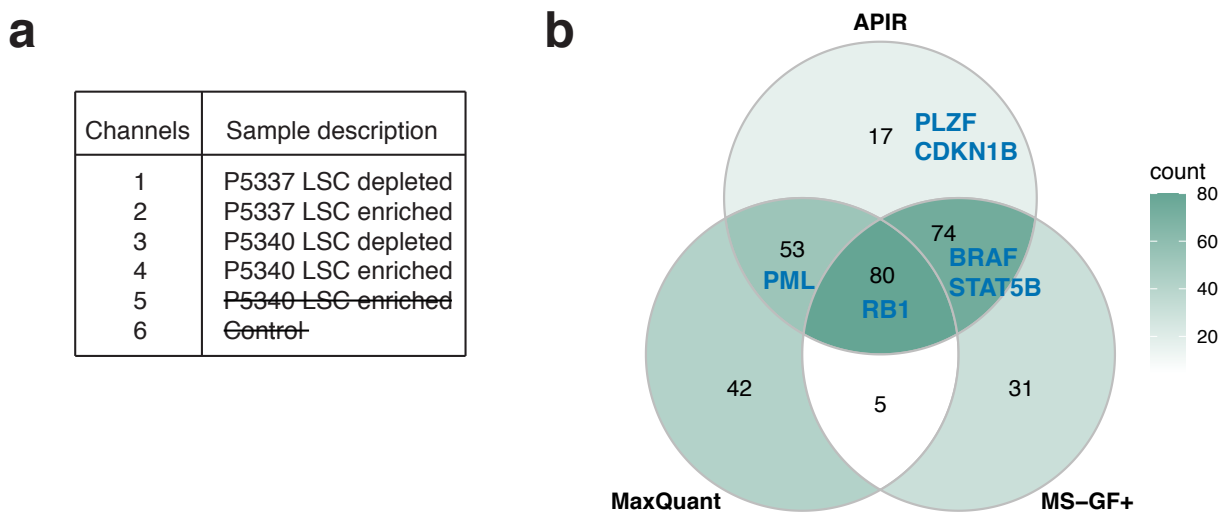 a
Channels Sample description
1 P5337 LSC depleted
2 P5337 LSC enriched
3 P5340 LSC depleted
4 P5340 LSC enriched
5 P5340 LSC enriched
6 Control
b
APIR
17
PLZF
CDKN1B
53
PML
74
BRAF
STAT5B
80
RB1
42
5
31
MaxQuant
MS−GF+
count
80
60
40
20